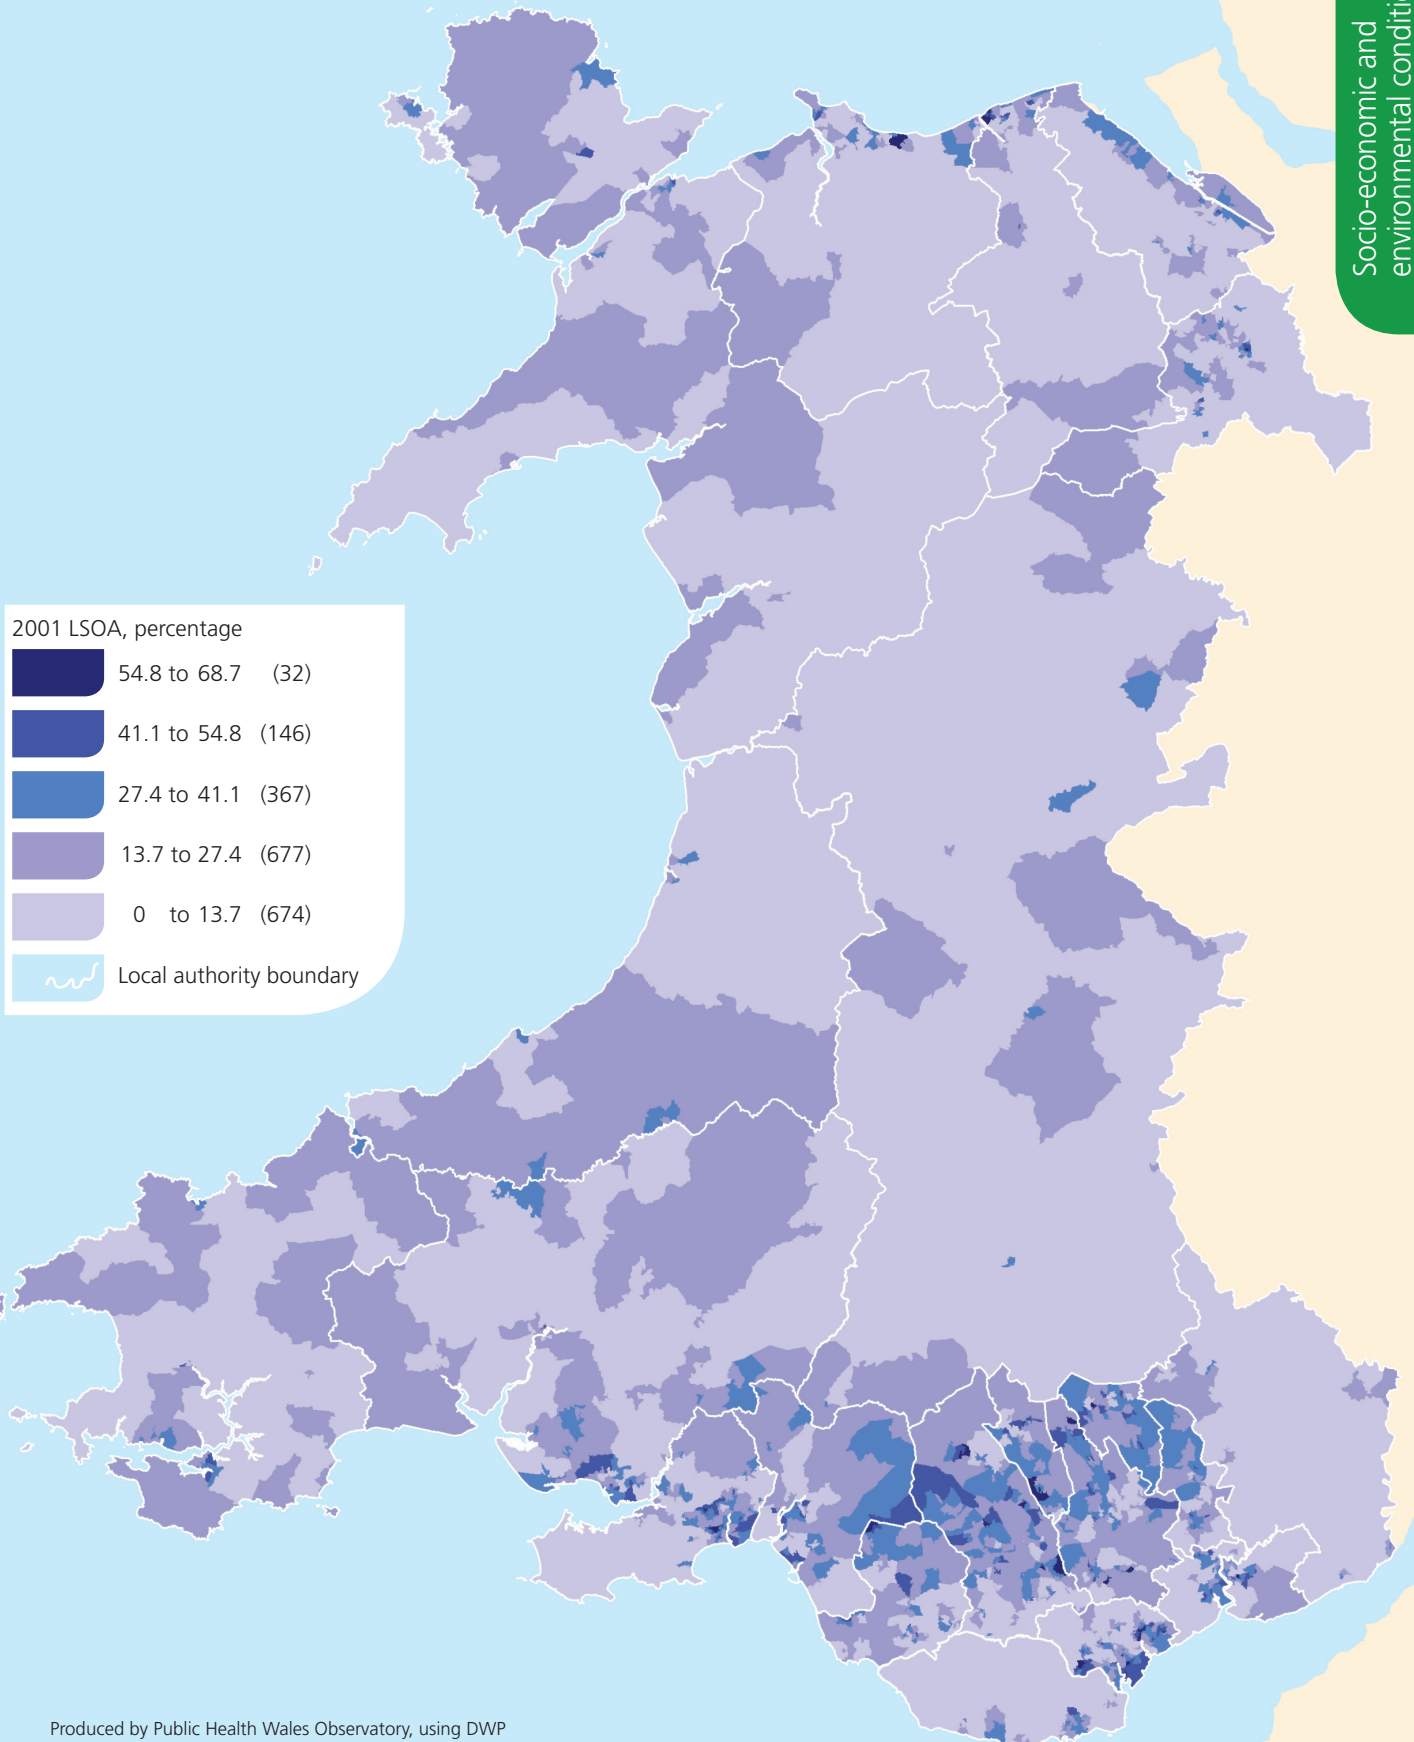 Socio-economic and
environmental
2001 LSOA, percentage
54.8 to 68.7 (32)
41.1 to 54.8 (146)
27.4 to 41.1 (367)
13.7 to 27.4 (677)
0 to 13.7 (674)
Local authority boundary
Produced by Public Health Wales Observatory, using DWP